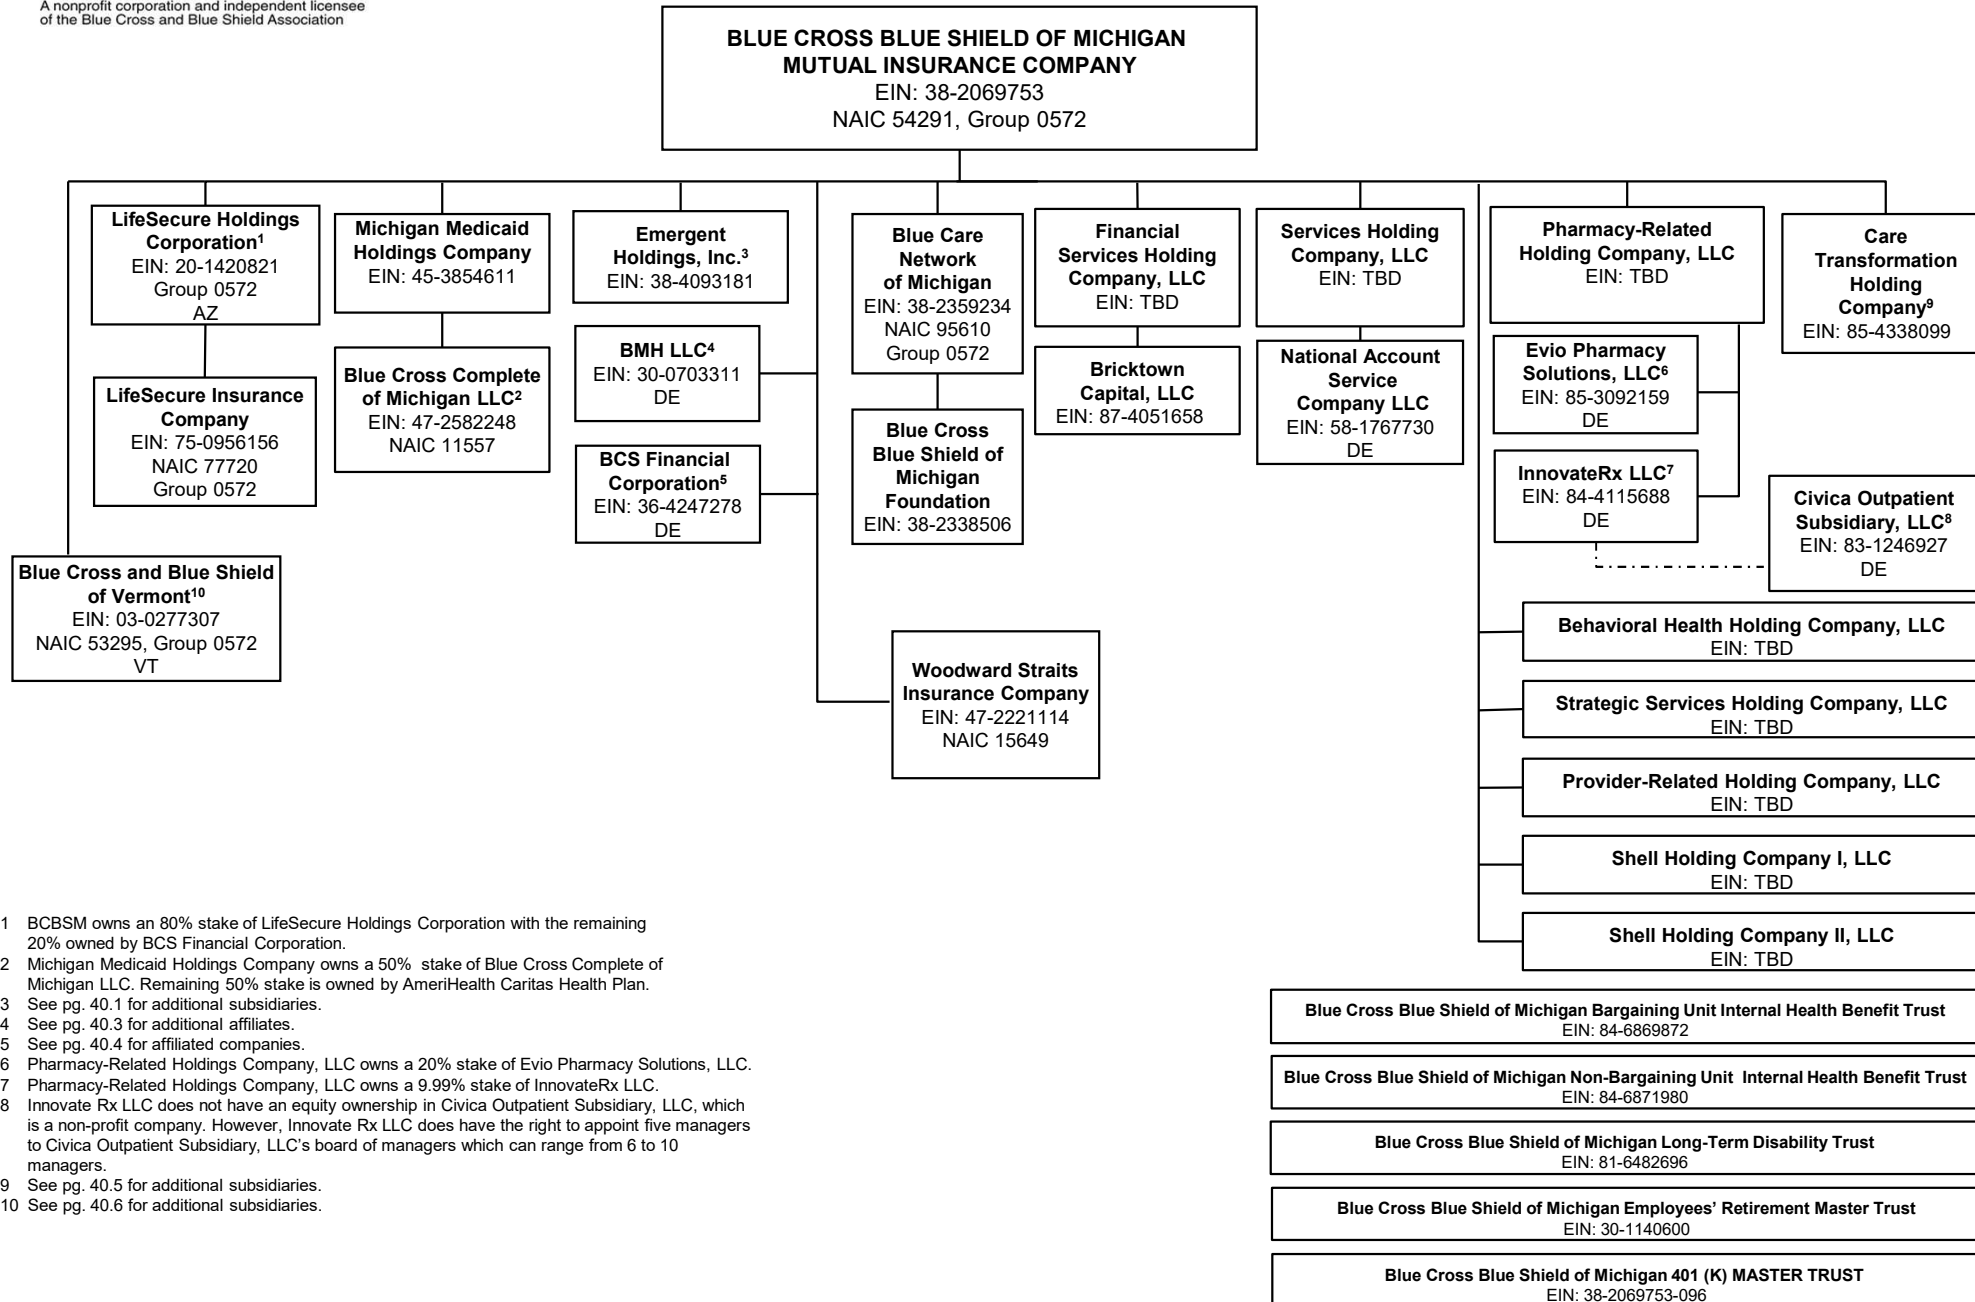 A nonprofit corporation and independent licensee
of the Blue Cross and Blue Shield Association
BLUE CROSS BLUE SHIELD OF MICHIGAN
MUTUAL INSURANCE COMPANY
EIN: 38-2069753
NAIC 54291, Group 0572
LifeSecure Holdings
Corporation¹
EIN: 20-1420821
Group 0572
AZ
Michigan Medicaid
Holdings Company
EIN: 45-3854611
Emergent
Holdings, Inc.³
EIN: 38-4093181
Blue Care
Network
of Michigan
EIN: 38-2359234
NAIC 95610
Group 0572
Financial
Services Holding
Company, LLC
EIN: TBD
Services Holding
Company, LLC
EIN: TBD
Pharmacy-Related
Holding Company, LLC
EIN: TBD
Care
Transformation
Holding
Company⁹
EIN: 85-4338099
LifeSecure Insurance
Company
EIN: 75-0956156
NAIC 77720
Group 0572
Blue Cross Complete
of Michigan LLC²
EIN: 47-2582248
NAIC 11557
BMH LLC⁴
EIN: 30-0703311
DE
BCS Financial
Corporation⁵
EIN: 36-4247278
DE
Blue Cross
Blue Shield of
Michigan
Foundation
EIN: 38-2338506
Bricktown
Capital, LLC
EIN: 87-4051658
National Account
Service
Company LLC
EIN: 58-1767730
DE
Evio Pharmacy
Solutions, LLC⁶
EIN: 85-3092159
DE
InnovateRx LLC⁷
EIN: 84-4115688
DE
Civica Outpatient
Subsidiary, LLC⁸
EIN: 83-1246927
DE
Blue Cross and Blue Shield
of Vermont¹⁰
EIN: 03-0277307
NAIC 53295, Group 0572
VT
Woodward Straits
Insurance Company
EIN: 47-2221114
NAIC 15649
Behavioral Health Holding Company, LLC
EIN: TBD
Strategic Services Holding Company, LLC
EIN: TBD
Provider-Related Holding Company, LLC
EIN: TBD
Shell Holding Company I, LLC
EIN: TBD
Shell Holding Company II, LLC
EIN: TBD
1 BCBSM owns an 80% stake of LifeSecure Holdings Corporation with the remaining
20% owned by BCS Financial Corporation.
2 Michigan Medicaid Holdings Company owns a 50% stake of Blue Cross Complete of
Michigan LLC. Remaining 50% stake is owned by AmeriHealth Caritas Health Plan.
3 See pg. 40.1 for additional subsidiaries.
4 See pg. 40.3 for additional affiliates.
5 See pg. 40.4 for affiliated companies.
6 Pharmacy-Related Holdings Company, LLC owns a 20% stake of Evio Pharmacy Solutions, LLC.
7 Pharmacy-Related Holdings Company, LLC owns a 9.99% stake of InnovateRx LLC.
8 Innovate Rx LLC does not have an equity ownership in Civica Outpatient Subsidiary, LLC, which
is a non-profit company. However, Innovate Rx LLC does have the right to appoint five managers
to Civica Outpatient Subsidiary, LLC’s board of managers which can range from 6 to 10
managers.
9 See pg. 40.5 for additional subsidiaries.
10 See pg. 40.6 for additional subsidiaries.
Blue Cross Blue Shield of Michigan Bargaining Unit Internal Health Benefit Trust
EIN: 84-6869872
Blue Cross Blue Shield of Michigan Non-Bargaining Unit Internal Health Benefit Trust
EIN: 84-6871980
Blue Cross Blue Shield of Michigan Long-Term Disability Trust
EIN: 81-6482696
Blue Cross Blue Shield of Michigan Employees’ Retirement Master Trust
EIN: 30-1140600
Blue Cross Blue Shield of Michigan 401 (K) MASTER TRUST
EIN: 38-2069753-096